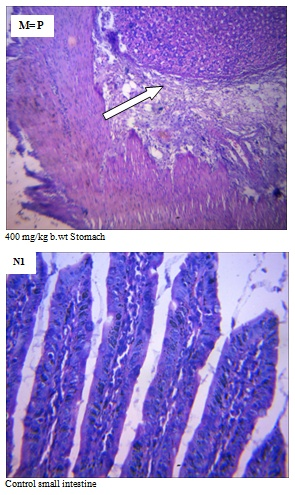 M=P
400 mg/kg b.wt Stomach
N1
Control small intestine